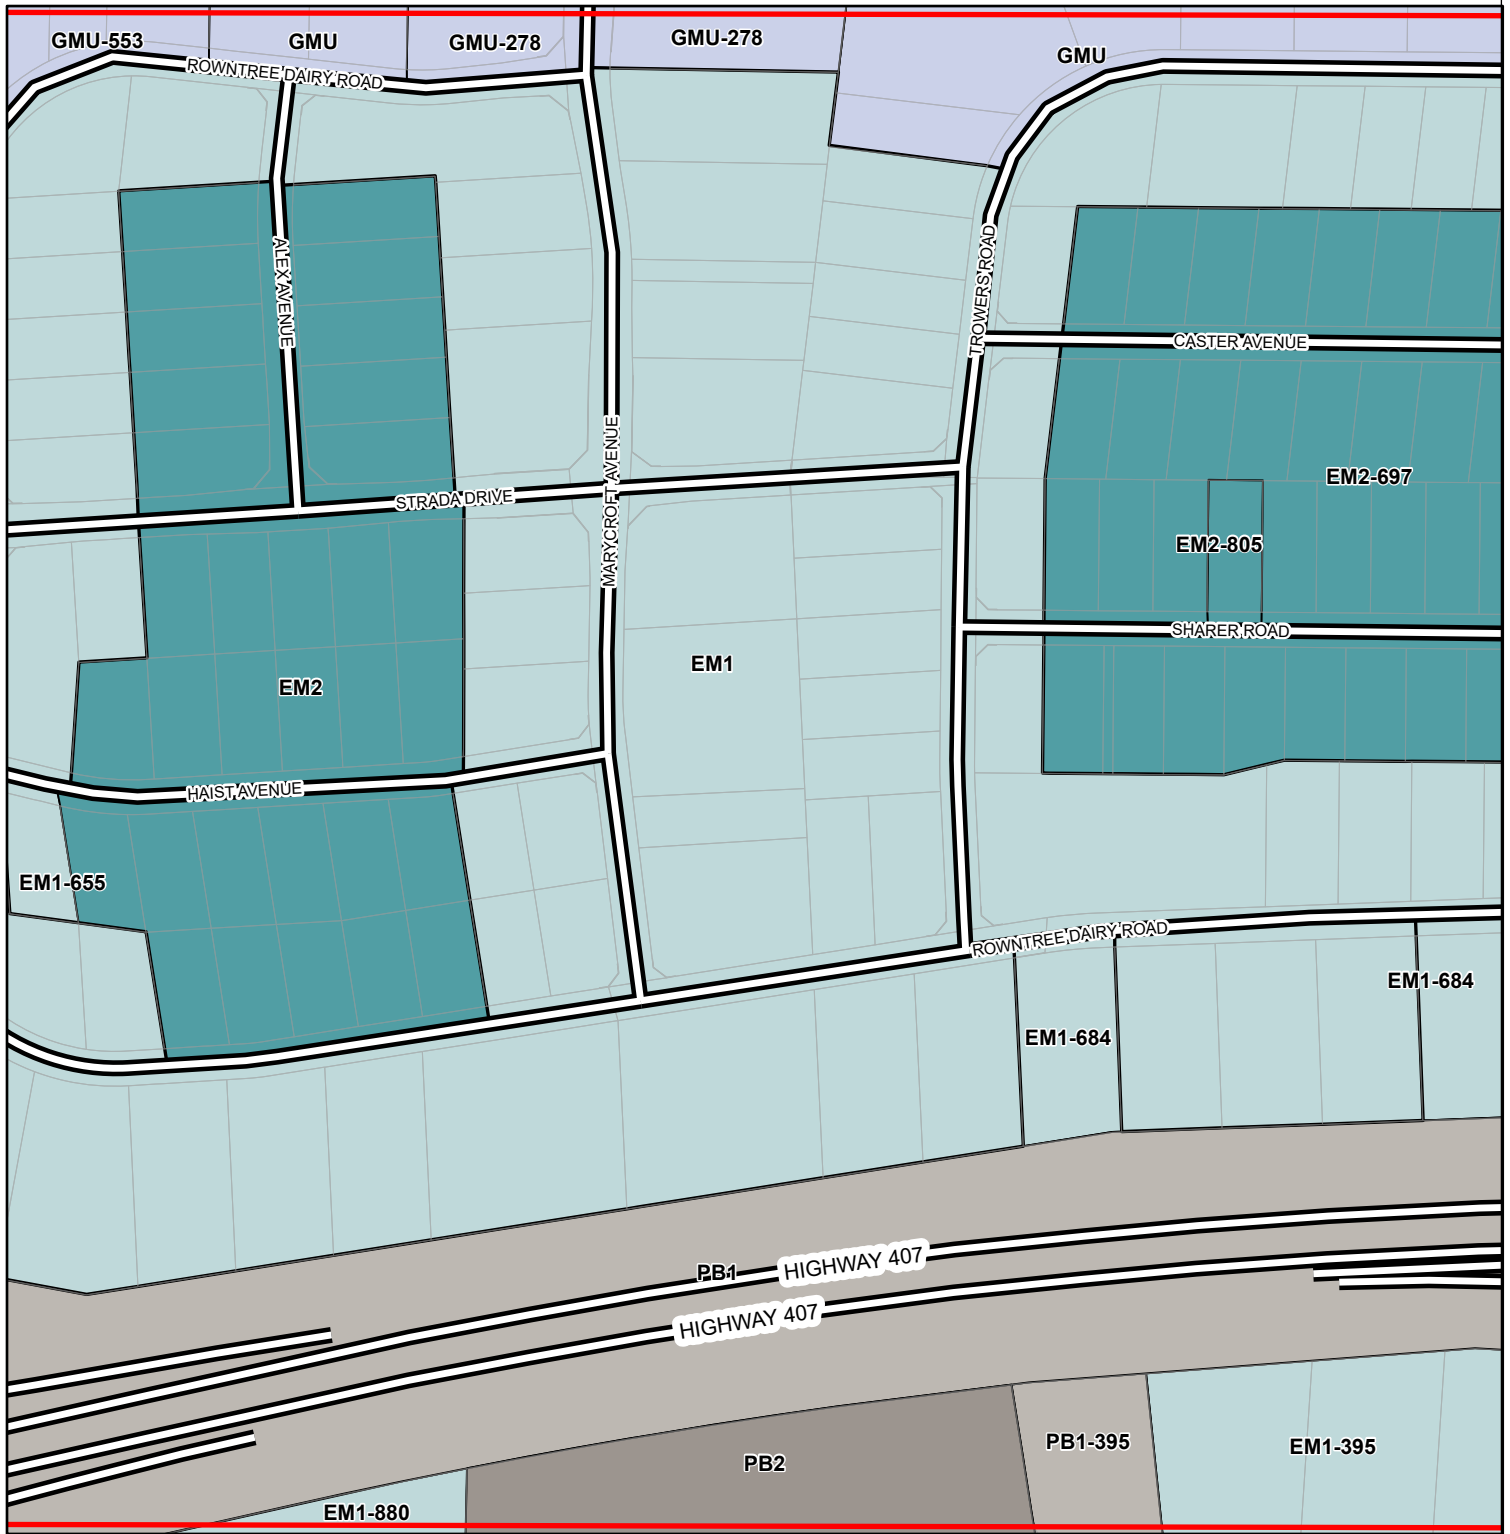 GMU-553
GMU
GMU-278
GMU-278
GMU
ROWNTREE DAIRY ROAD
ALEX AVENUE
TROWERS ROAD
CASTER AVENUE
MARYCROFT AVENUE
STRADA DRIVE
EM2-697
EM2-805
SHARER ROAD
EM1
EM2
HAIST AVENUE
EM1-655
ROWNTREE DAIRY ROAD
EM1-684
EM1-684
PB1
HIGHWAY 407
HIGHWAY 407
PB1-395
EM1-395
PB2
EM1-880